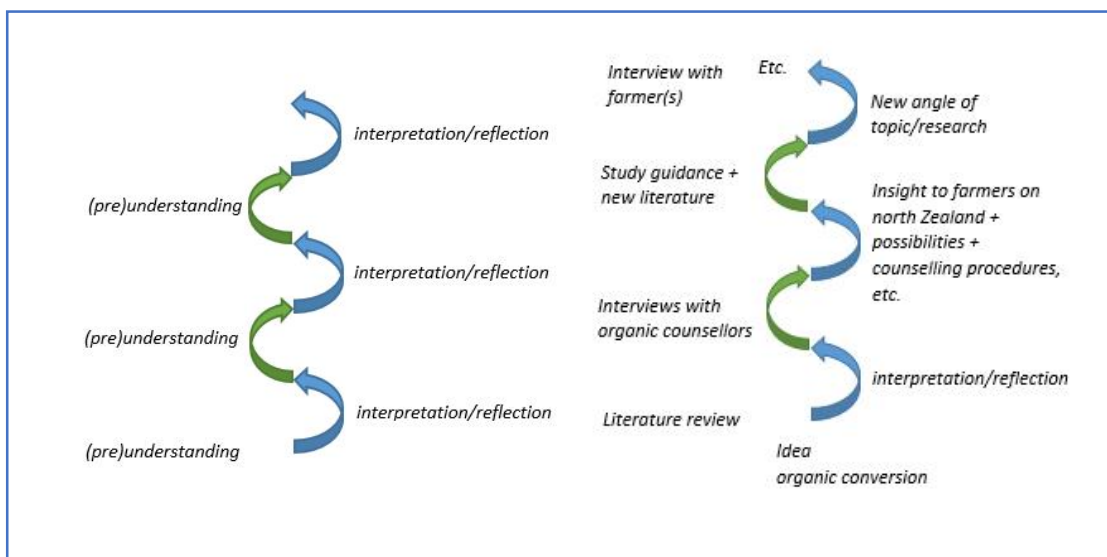 interpretation/reflection
(pre)understanding
interpretation/reflection
(pre)understanding
interpretation/reflection
(pre)understanding
Interview with
farmer(s)
Etc.
New angle of
topic/research
Study guidance +
new literature
Insight to farmers on
north Zealand +
possibilities +
counselling procedures,
etc.
Interviews with
organic counsellors
interpretation/reflection
Literature review
Idea
organic conversion